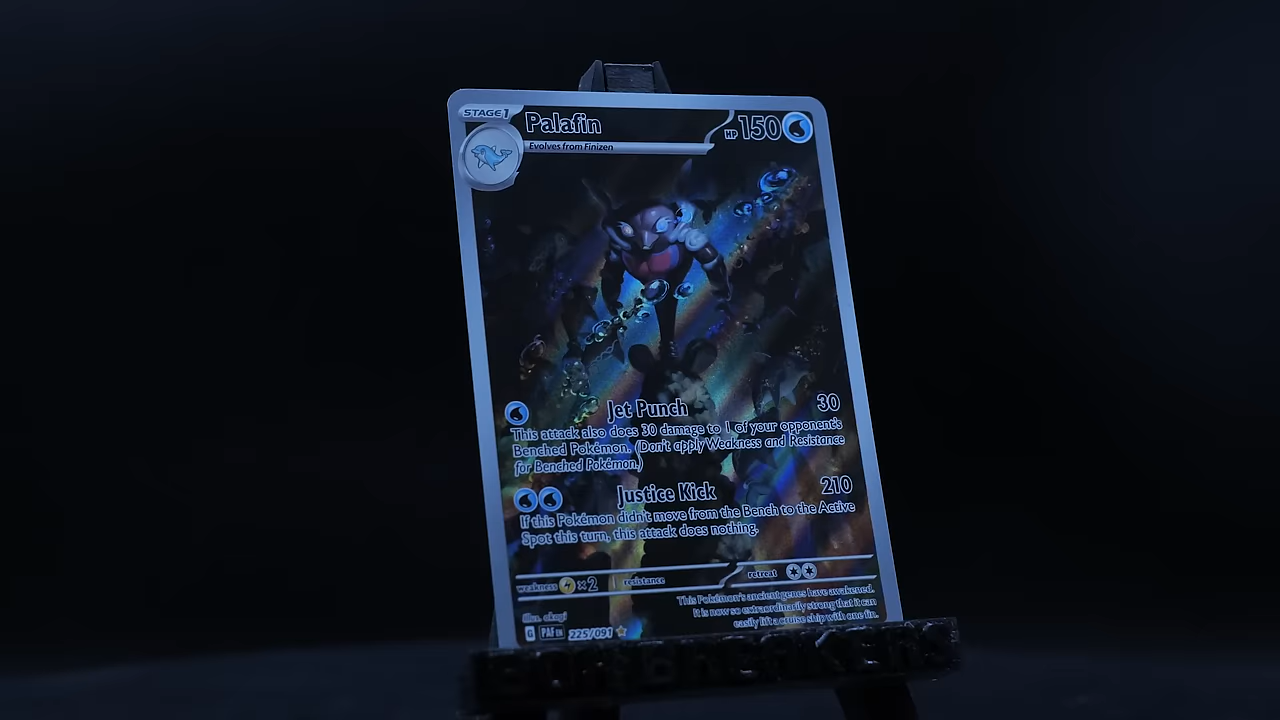 STAGE1
Palafin
HP 150
Evolves from Finizen
Jet Punch 30
This attack also does 30 damage to 1 of your opponent's
Benched Pokémon. (Don't apply Weakness and Resistance
for Benched Pokémon.)
Justice Kick 210
If this Pokémon didn't move from the Bench to the Active
Spot this turn, this attack does nothing.
weakness ×2 resistance retreat
This Pokémon's ancient genes have awakened.
It is now so extraordinarily strong that it can
easily lift a cruise ship with one fin.
Illus. okagi
G PAF EN 225/091